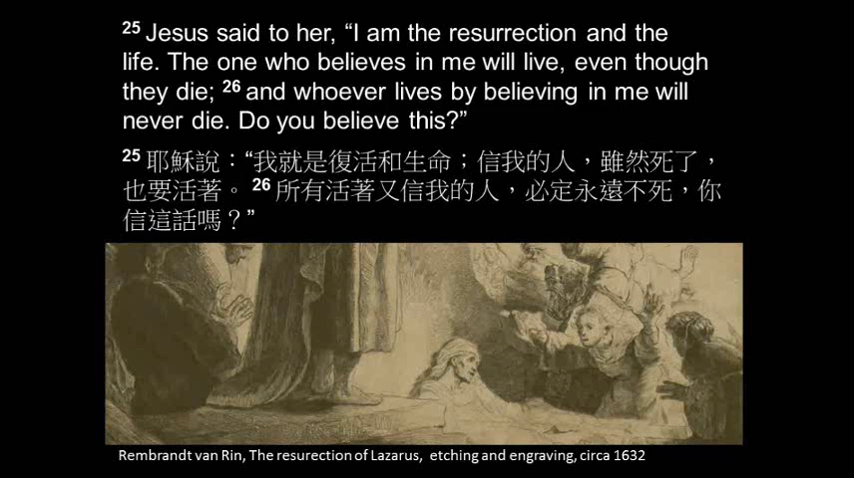 25 Jesus said to her, “I am the resurrection and the
life. The one who believes in me will live, even though
they die; 26 and whoever lives by believing in me will
never die. Do you believe this?”
25 耶穌說：“我就是復活和生命；信我的人，雖然死了，
也要活著。 26 所有活著又信我的人，必定永遠不死，你
信這話嗎？”
Rembrandt van Rin, The resurection of Lazarus, etching and engraving, circa 1632